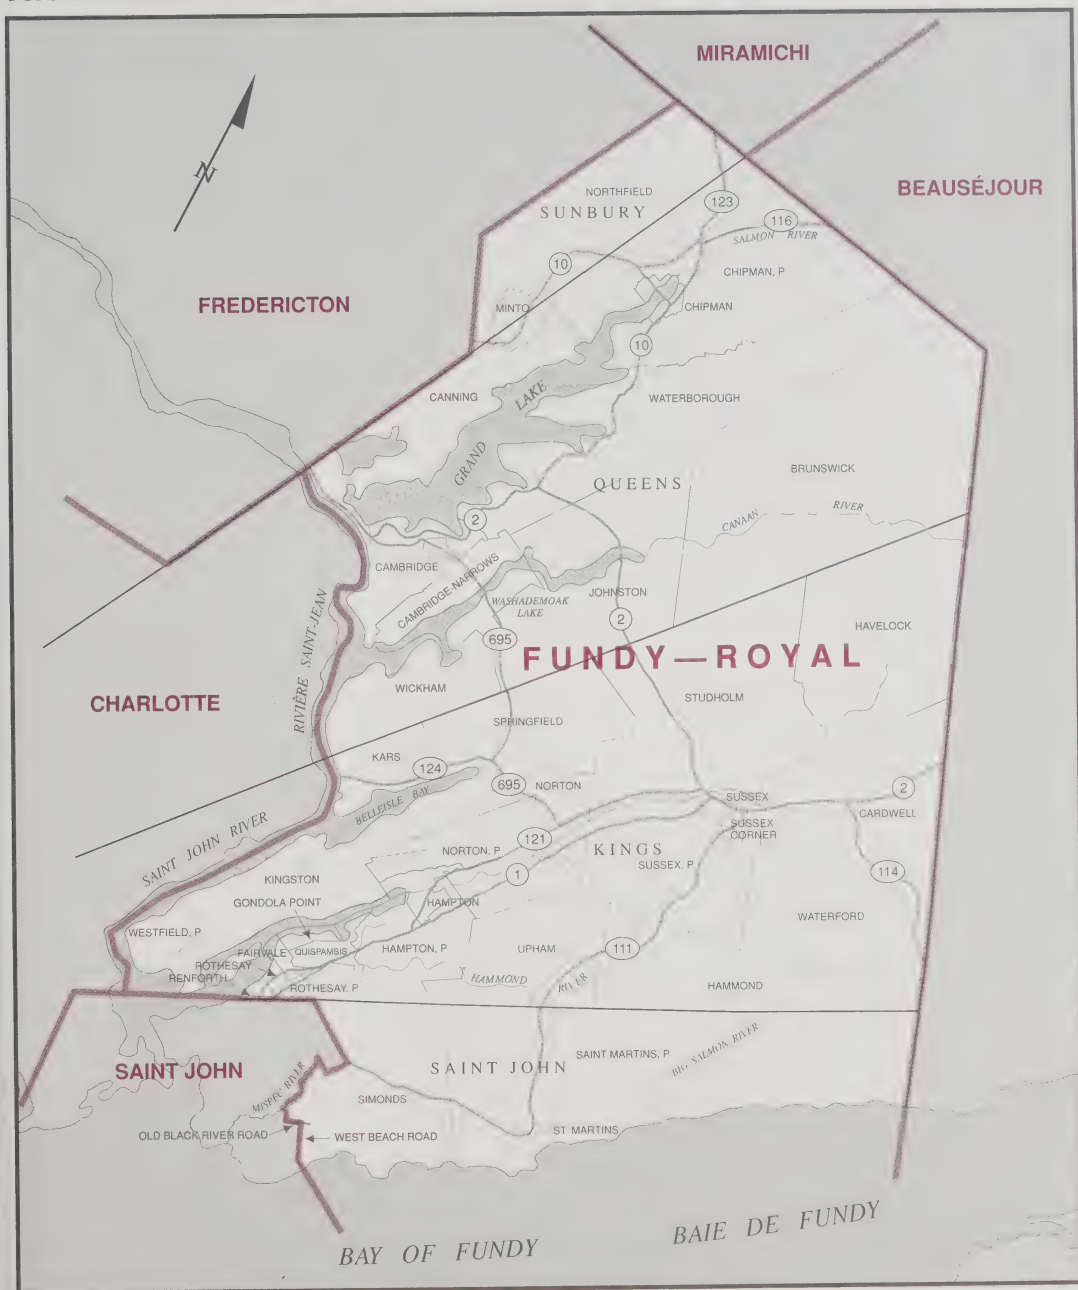 MIRAMICHI
BEAUSÉJOUR
N
NORTHFIELD
SUNBURY
123
116
SALMON RIVER
10
CHIPMAN, P
FREDERICTON
MINTO
CHIPMAN
10
CANNING
LAKE
GRAND
WATERBOROUGH
BRUNSWICK
QUEENS
RIVER
CANAAN
2
CAMBRIDGE
CAMBRIDGE-NARROWS
WASHADEMOAK
LAKE
JOHNSTON
2
HAVELOCK
695
FUNDY—ROYAL
RIVIÈRE SAINT-JEAN
CHARLOTTE
WICKHAM
STUDHOLM
SPRINGFIELD
KARS
124
695
NORTON
BELLEISLE BAY
2
SUSSEX
CARDWELL
SUSSEX
CORNER
SAINT JOHN RIVER
121
NORTON, P
KINGS
SUSSEX, P
114
1
KINGSTON
GONDOLA POINT
HAMPTON
WATERFORD
WESTFIELD, P
FAIRVALE
QUISPAMSIS
HAMPTON, P
UPHAM
111
ROTHESAY
RENFORTH
ROTHESAY, P
HAMMOND
RIVER
HAMMOND
SAINT JOHN
SAINT JOHN
SAINT MARTINS, P
BIG SALMON RIVER
MISPEC RIVER
SIMONDS
OLD BLACK RIVER ROAD
WEST BEACH ROAD
ST MARTINS
BAY OF FUNDY
BAIE DE FUNDY